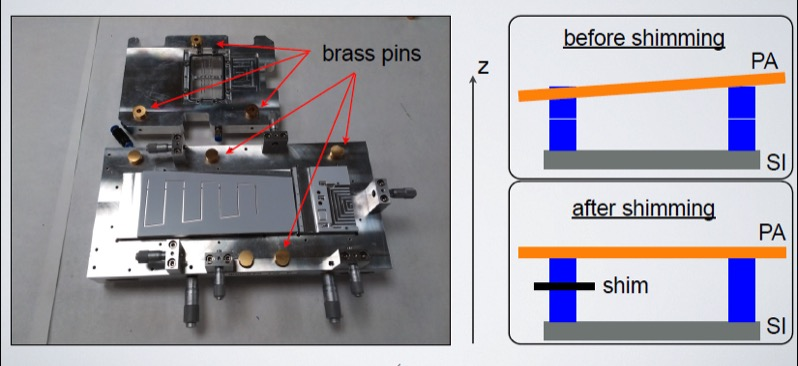 brass pins
z
before shimming
PA
SI
after shimming
PA
shim
SI